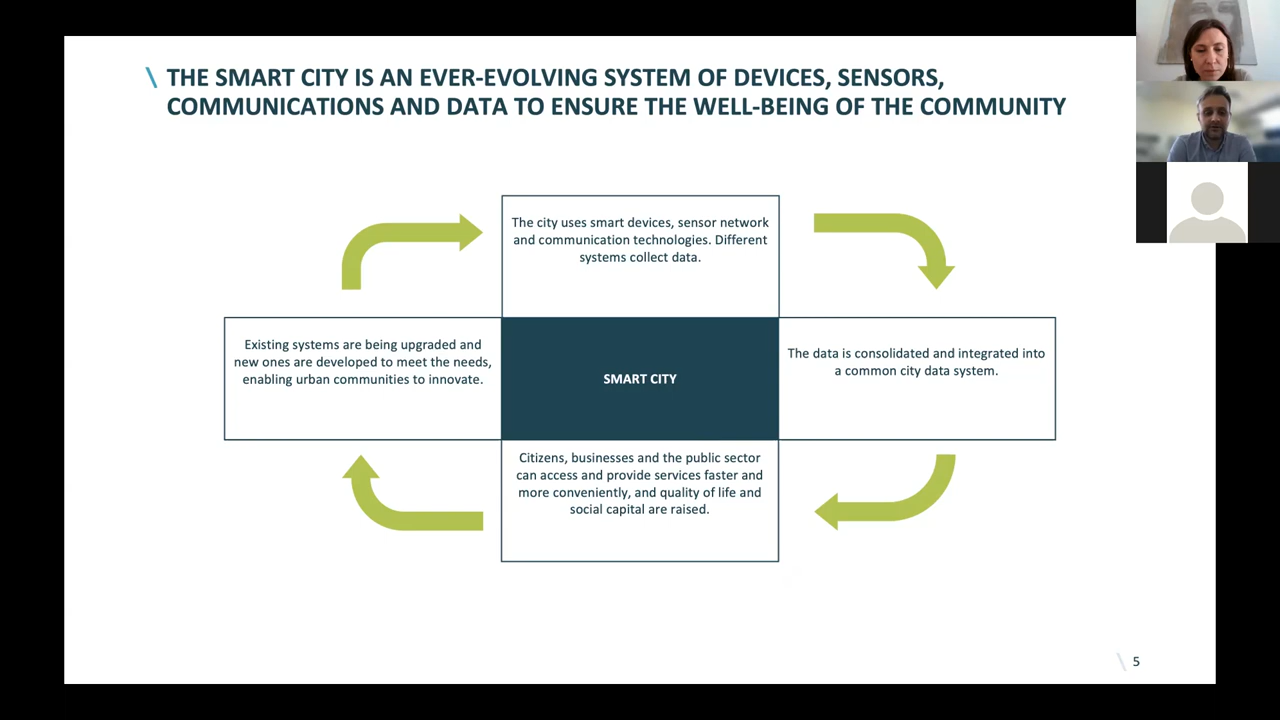 THE SMART CITY IS AN EVER-EVOLVING SYSTEM OF DEVICES, SENSORS,
COMMUNICATIONS AND DATA TO ENSURE THE WELL-BEING OF THE COMMUNITY
The city uses smart devices, sensor network
and communication technologies. Different
systems collect data.
Existing systems are being upgraded and
new ones are developed to meet the needs,
enabling urban communities to innovate.
SMART CITY
The data is consolidated and integrated into
a common city data system.
Citizens, businesses and the public sector
can access and provide services faster and
more conveniently, and quality of life and
social capital are raised.
5